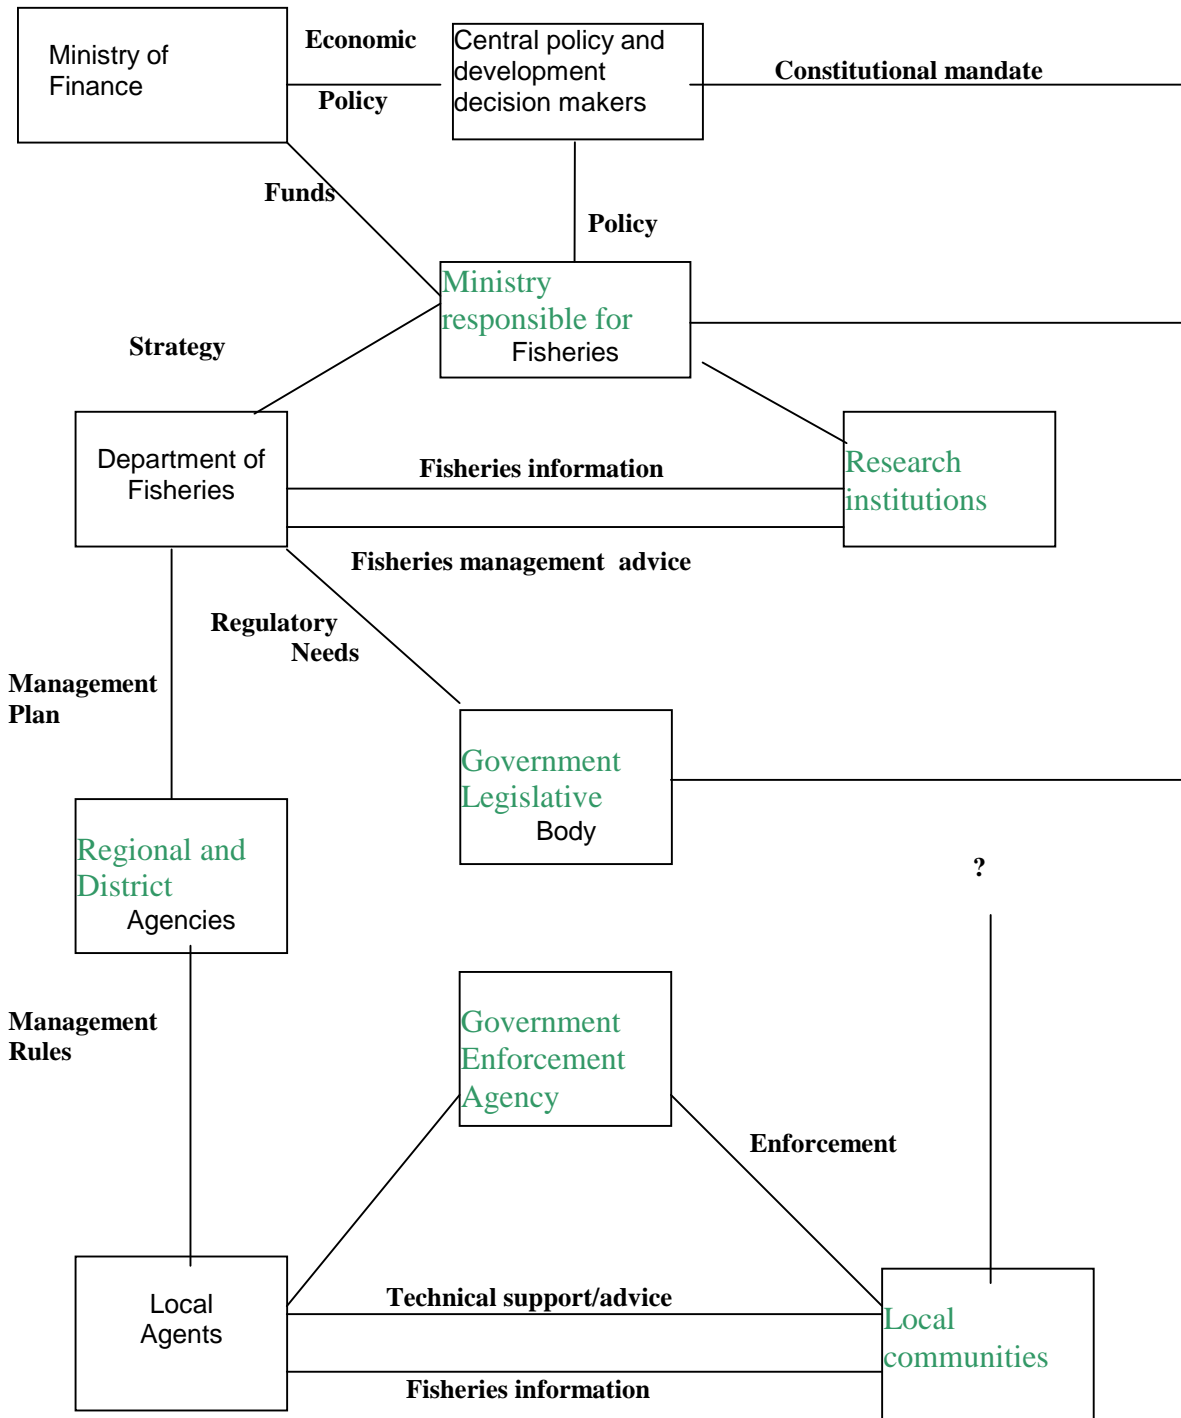 Ministry of
Finance
Economic
Policy
Central policy and
development
decision makers
Constitutional mandate
Funds
Policy
Ministry
responsible for
Fisheries
Strategy
Department of
Fisheries
Fisheries information
Research
institutions
Fisheries management advice
Regulatory
Needs
Management
Plan
Government
Legislative
Body
Regional and
District
Agencies
?
Management
Rules
Government
Enforcement
Agency
Enforcement
Local
Agents
Technical support/advice
Local
communities
Fisheries information